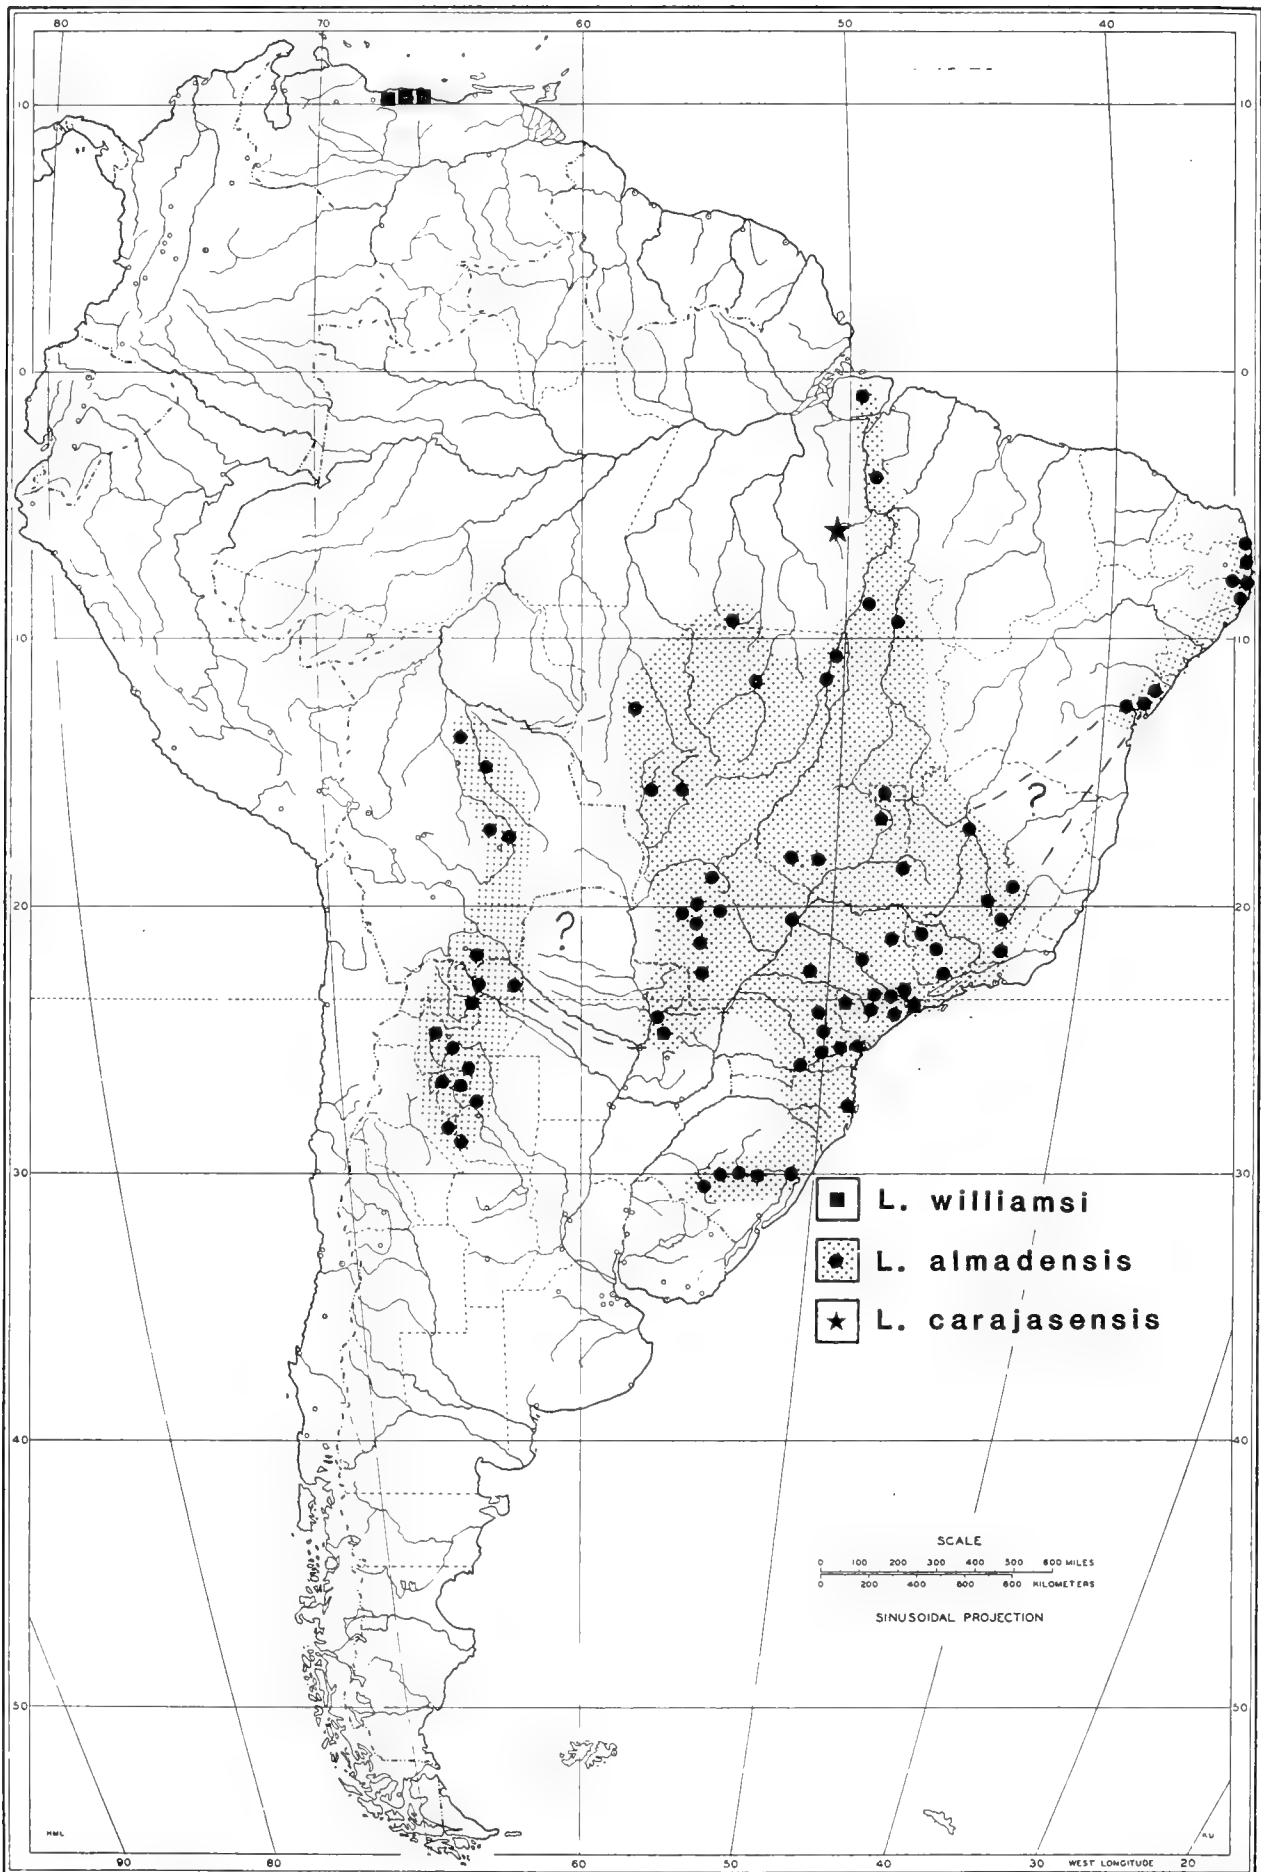 80 70 60 50 40
10 10
0 0
10 10
?
?
20 20
30 30
L. williamsi
L. almadensis
L. carajasensis
40 40
SCALE
0 100 200 300 400 500 600 MILES
0 200 400 600 600 KILOMETERS
SINUSOIDAL PROJECTION
50 50
HML
90 80 70 60 50 40 30 WEST LONGITUDE 20